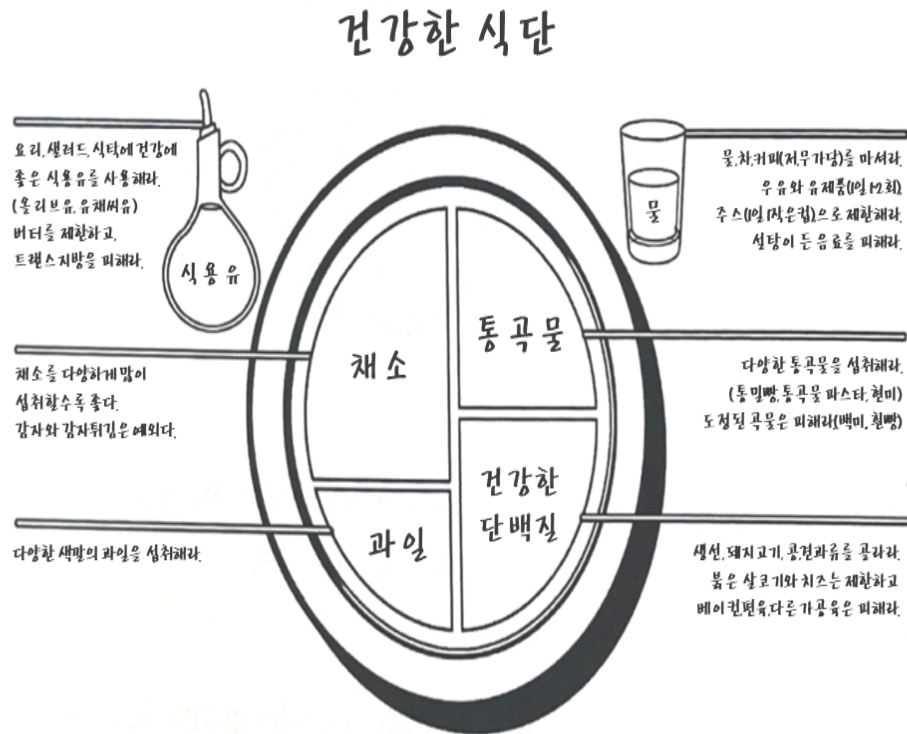 건강한 식단
요리, 샐러드, 식탁에 건강에
좋은 식용유를 사용해라.
(올리브유, 유채씨유)
버터를 제한하고,
트랜스지방을 피해라.
식용유
물, 차, 커피(저, 무가당)를 마셔라.
우유와 유제품(1일 1-2회)
주스(1일 1작은컵)으로 제한해라.
설탕이 든 음료를 피해라.
물
채소
통곡물
과일
건강한
단백질
채소를 다양하게 많이
섭취할수록 좋다.
감자와 감자튀김은 예외다.
다양한 통곡물을 섭취해라.
(통밀빵, 통곡물 파스타, 현미)
도정된 곡물은 피해라(백미, 흰빵)
다양한 색깔의 과일을 섭취해라.
생선, 돼지고기, 콩, 견과류를 골라라.
붉은 살코기와 치즈는 제한하고
베이컨, 편육, 다른 가공육은 피해라.